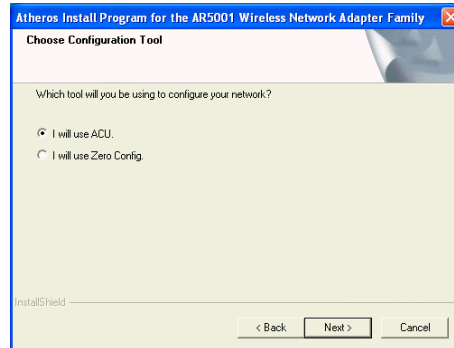 Atheros Install Program for the AR5001 Wireless Network Adapter Family
Choose Configuration Tool
Which tool will you be using to configure your network?
I will use ACU.
I will use Zero Config.
InstallShield
< Back Next > Cancel